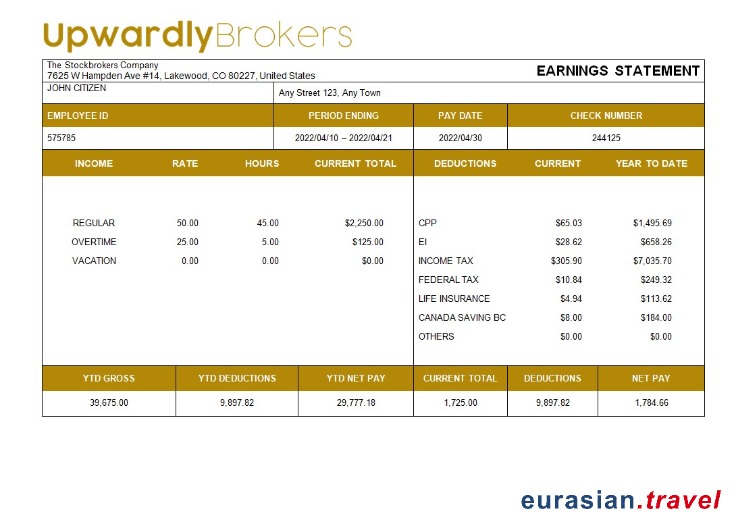 UpwardlyBrokers
The Stockbrokers Company
7625 W Hampden Ave #14, Lakewood, CO 80227, United States
EARNINGS STATEMENT
JOHN CITIZEN
Any Street 123, Any Town
EMPLOYEE ID PERIOD ENDING PAY DATE CHECK NUMBER
575785 2022/04/10 – 2022/04/21 2022/04/30 244125
INCOME RATE HOURS CURRENT TOTAL DEDUCTIONS CURRENT YEAR TO DATE
REGULAR 50.00 45.00 $2,250.00 CPP $65.03 $1,495.69
OVERTIME 25.00 5.00 $125.00 EI $28.62 $658.26
VACATION 0.00 0.00 $0.00 INCOME TAX $305.90 $7,035.70
FEDERAL TAX $10.84 $249.32
LIFE INSURANCE $4.94 $113.62
CANADA SAVING BC $8.00 $184.00
OTHERS $0.00 $0.00
YTD GROSS YTD DEDUCTIONS YTD NET PAY CURRENT TOTAL DEDUCTIONS NET PAY
39,675.00 9,897.82 29,777.18 1,725.00 9,897.82 1,784.66
eurasian.travel